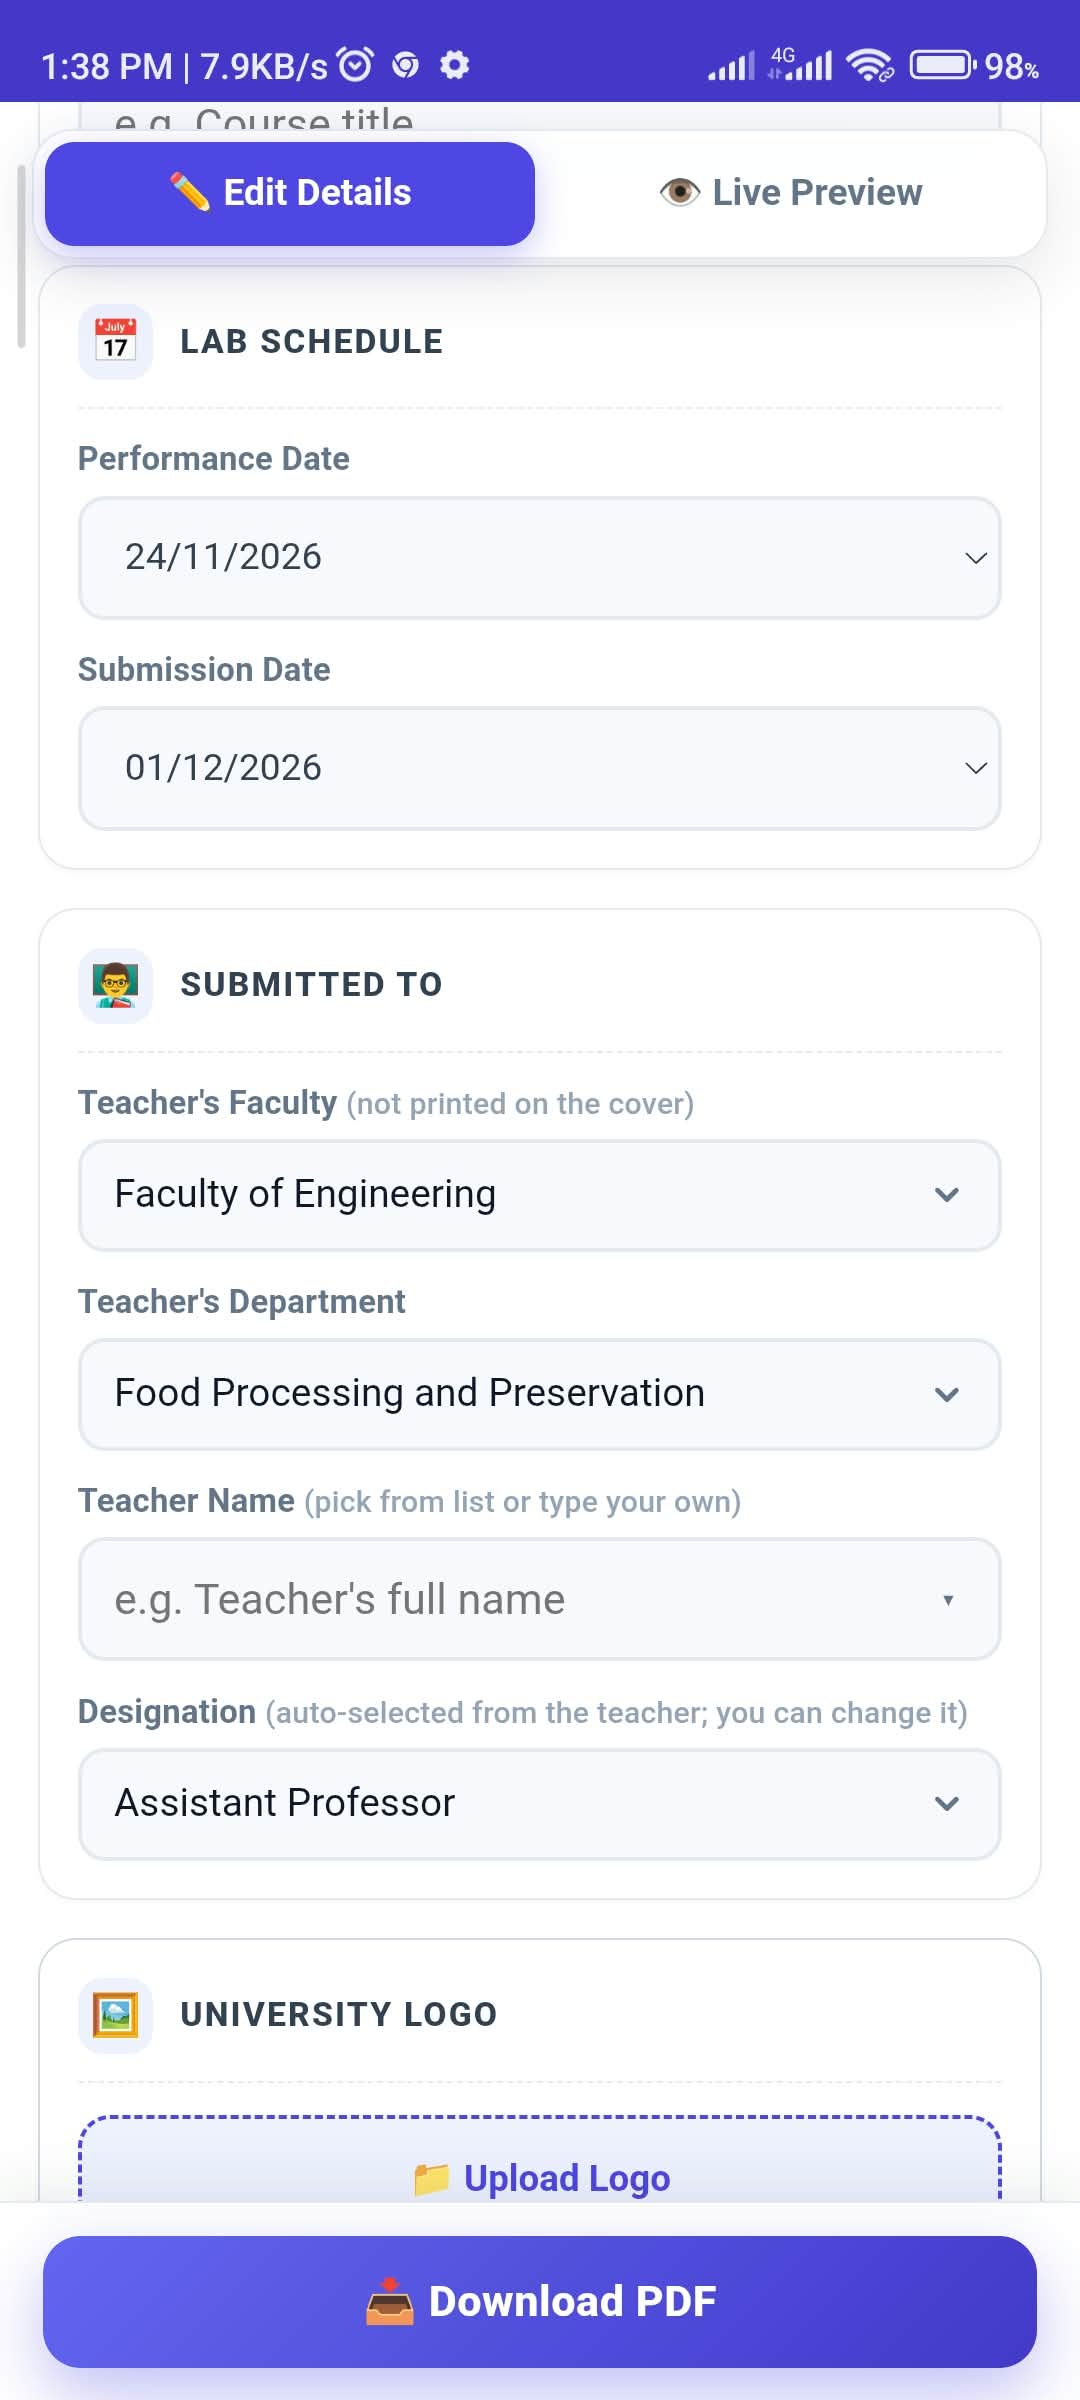 1:38 PM | 7.9KB/s 4G 98%
e.g. Course title
✏️ Edit Details
👁️ Live Preview
July 17
LAB SCHEDULE
Performance Date
24/11/2026
Submission Date
01/12/2026
SUBMITTED TO
Teacher's Faculty (not printed on the cover)
Faculty of Engineering
Teacher's Department
Food Processing and Preservation
Teacher Name (pick from list or type your own)
e.g. Teacher's full name
Designation (auto-selected from the teacher; you can change it)
Assistant Professor
UNIVERSITY LOGO
📁 Upload Logo
📥 Download PDF